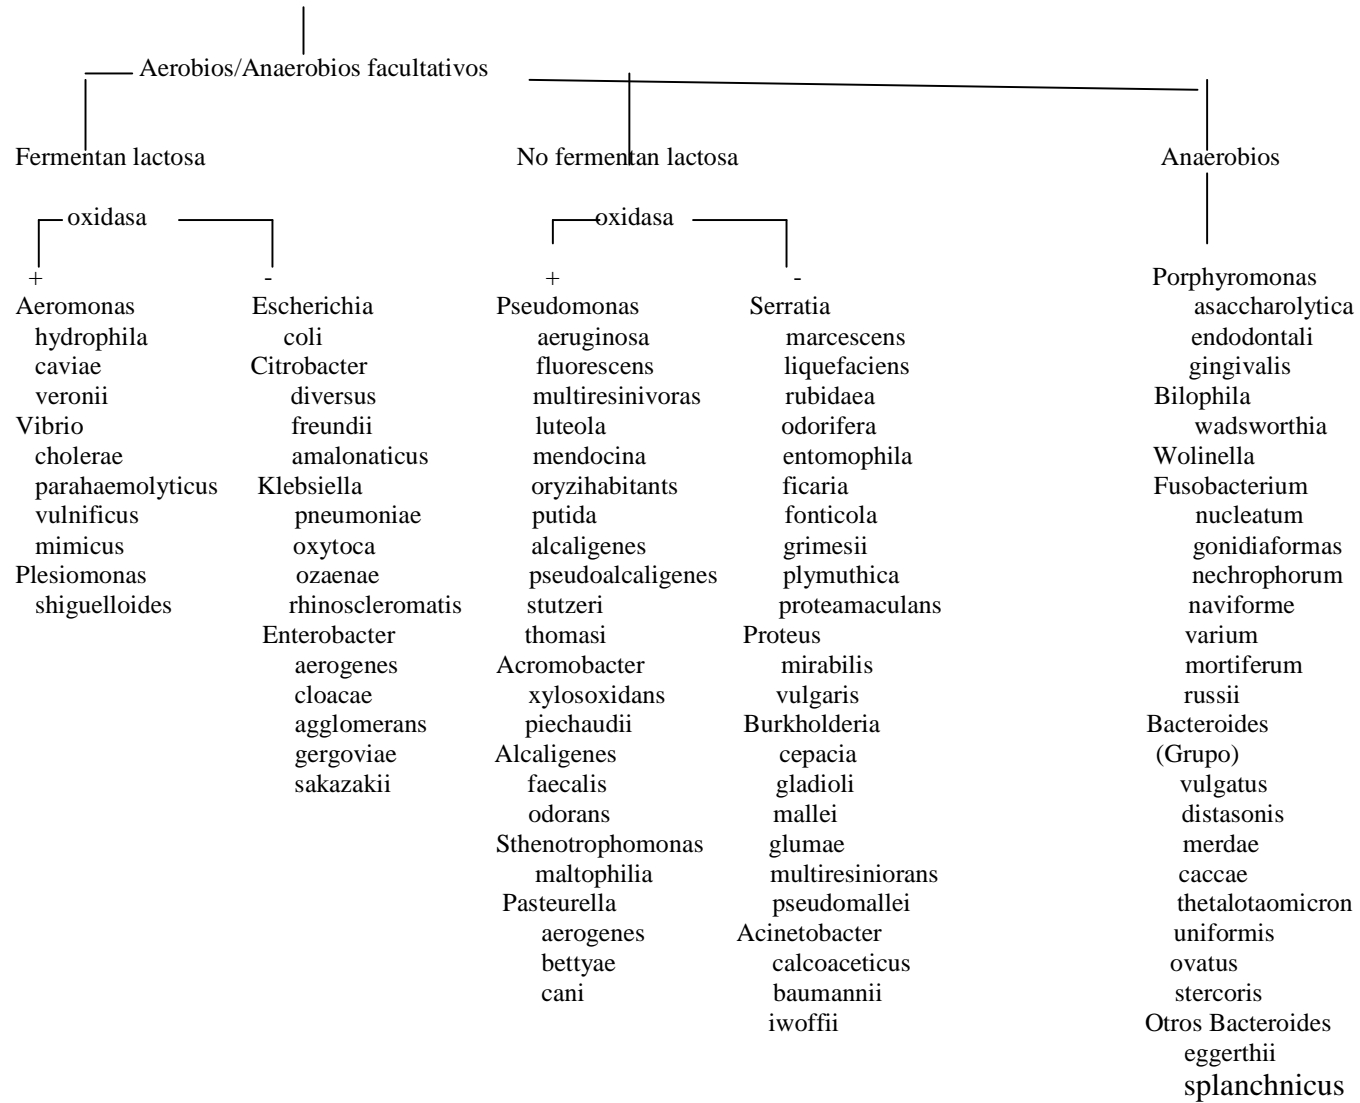 Aerobios/Anaerobios facultativos
Fermentan lactosa
No fermentan lactosa
Anaerobios
oxidasa
+
Aeromonas
hydrophila
caviae
veronii
Vibrio
cholerae
parahaemolyticus
vulnificus
mimicus
Plesiomonas
shiguelloides
-
Escherichia
coli
Citrobacter
diversus
freundii
amalonaticus
Klebsiella
pneumoniae
oxytoca
ozaenae
rhinoscleromatis
Enterobacter
aerogenes
cloacae
agglomerans
gergoviae
sakazakii
oxidasa
+
Pseudomonas
aeruginosa
fluorescens
multiresinivoras
luteola
mendocina
oryzihabitants
putida
alcaligenes
pseudoalcaligenes
stutzeri
thomasi
Acromobacter
xylosoxidans
piechaudii
Alcaligenes
faecalis
odorans
Sthenotrophomonas
maltophilia
Pasteurella
aerogenes
bettyae
cani
-
Serratia
marcescens
liquefaciens
rubidaea
odorifera
entomophila
ficaria
fonticola
grimesii
plymuthica
proteamaculans
Proteus
mirabilis
vulgaris
Burkholderia
cepacia
gladioli
mallei
glumae
multiresiniorans
pseudomallei
Acinetobacter
calcoaceticus
baumannii
iwoffii
Porphyromonas
asaccharolytica
endodontali
gingivalis
Bilophila
wadsworthia
Wolinella
Fusobacterium
nucleatum
gonidiaformas
nechrophorum
naviforme
varium
mortiferum
russii
Bacteroides
(Grupo)
vulgatus
distasonis
merdae
caccae
thetalotaomicron
uniformis
ovatus
stercoris
Otros Bacteroides
eggerthii
splanchnicus